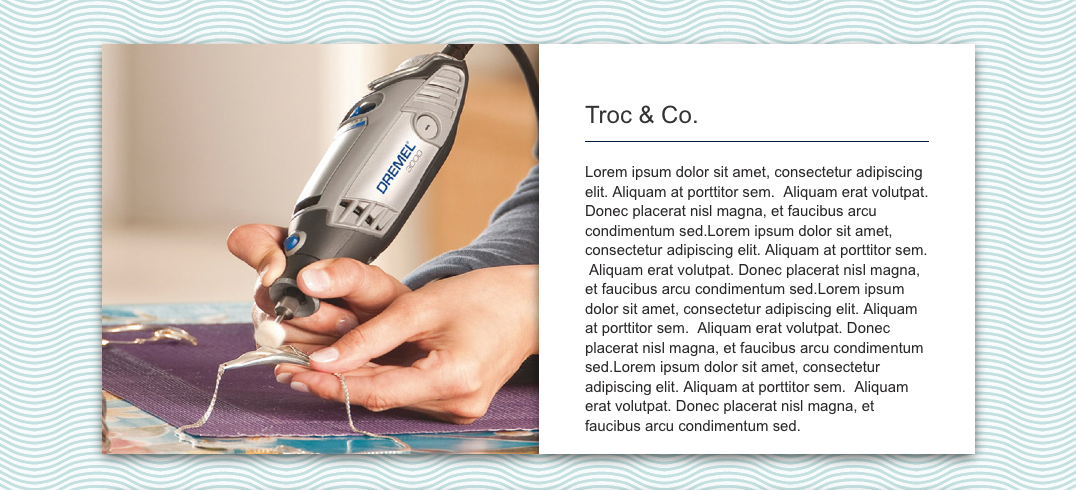 DREMEL
3000
Troc & Co.
Lorem ipsum dolor sit amet, consectetur adipiscing
elit. Aliquam at porttitor sem.  Aliquam erat volutpat.
Donec placerat nisl magna, et faucibus arcu
condimentum sed.Lorem ipsum dolor sit amet,
consectetur adipiscing elit. Aliquam at porttitor sem.
Aliquam erat volutpat. Donec placerat nisl magna,
et faucibus arcu condimentum sed.Lorem ipsum
dolor sit amet, consectetur adipiscing elit. Aliquam
at porttitor sem.  Aliquam erat volutpat. Donec
placerat nisl magna, et faucibus arcu condimentum
sed.Lorem ipsum dolor sit amet, consectetur
adipiscing elit. Aliquam at porttitor sem.  Aliquam
erat volutpat. Donec placerat nisl magna, et
faucibus arcu condimentum sed.